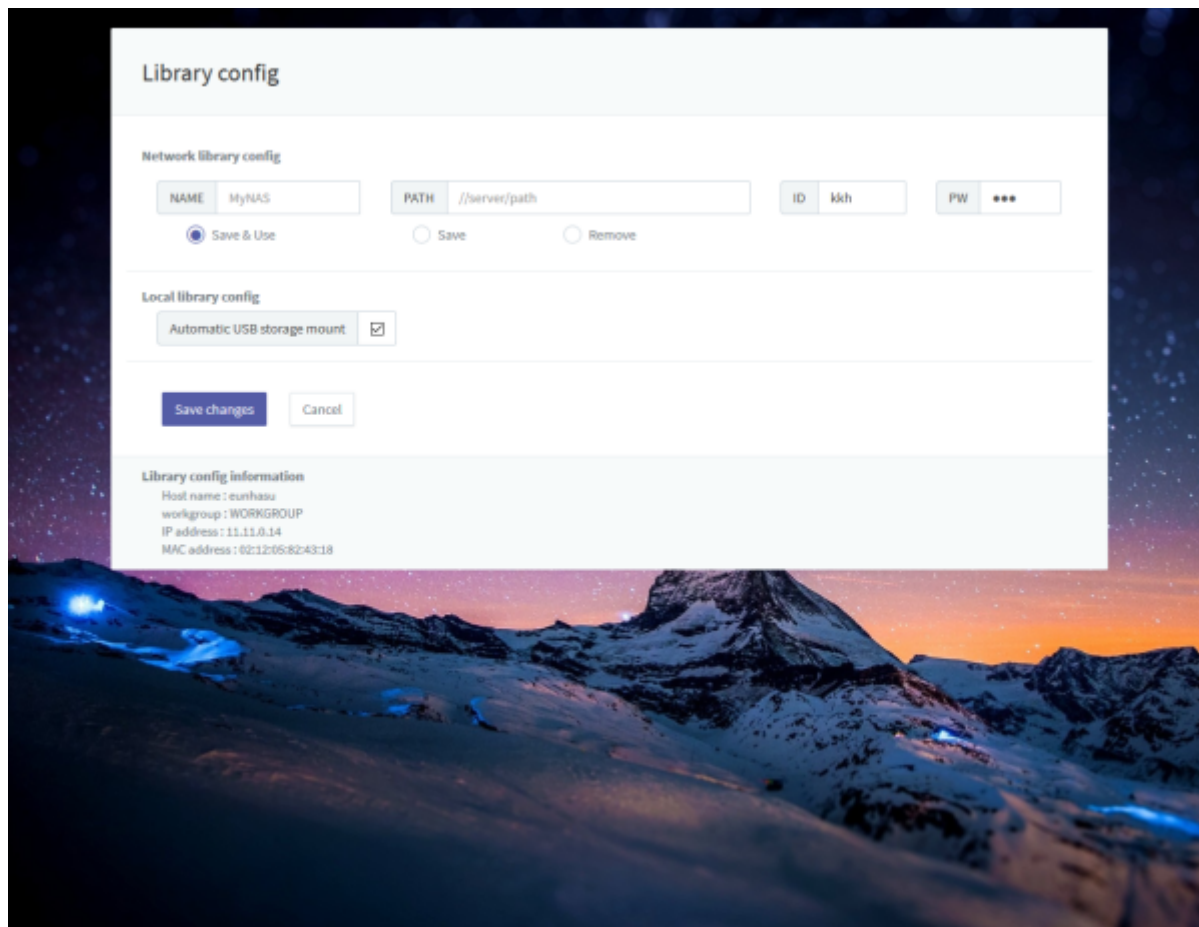 Library config
Network library config
NAME MyNAS PATH //server/path ID kkh PW •••
Save & Use Save Remove
Local library config
Automatic USB storage mount
Save changes Cancel
Library config information
Host name : eunhasu
workgroup : WORKGROUP
IP address : 11.11.0.14
MAC address : 02:12:05:82:43:18